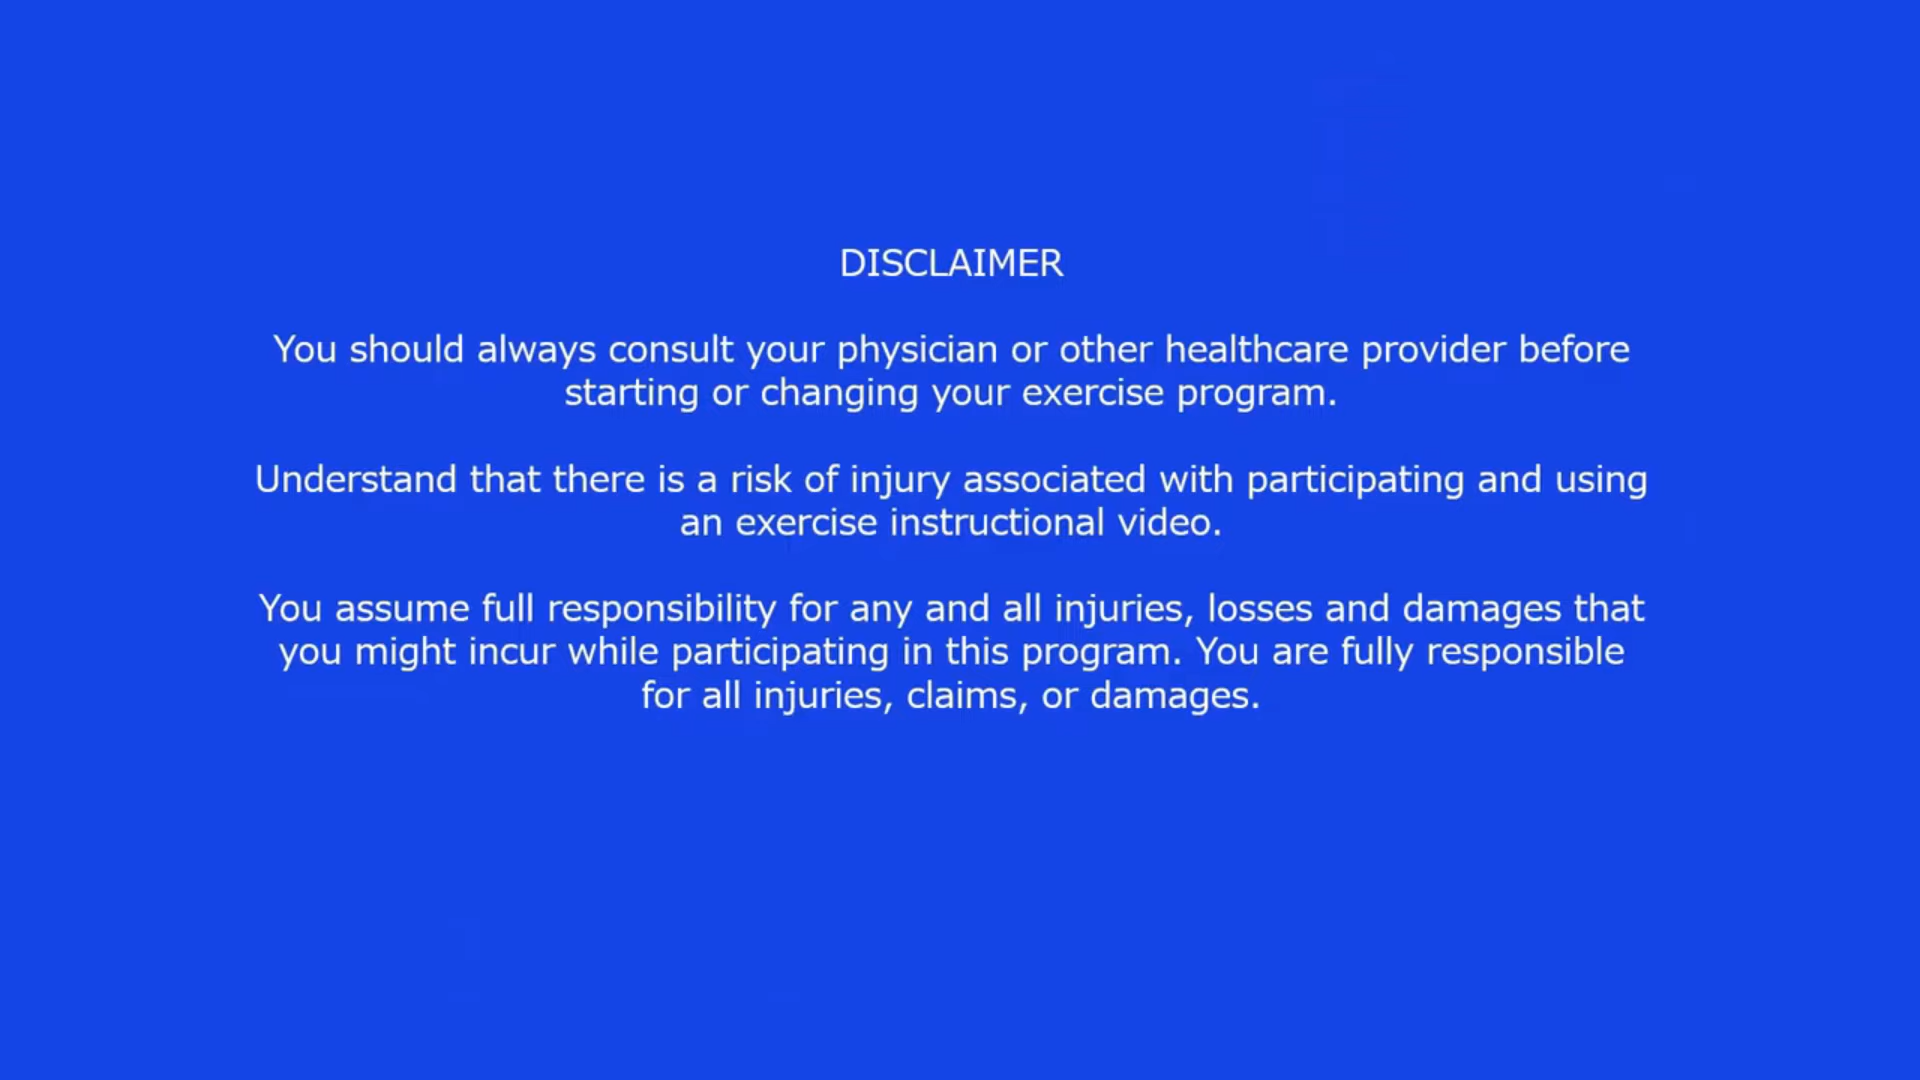 DISCLAIMER
You should always consult your physician or other healthcare provider before
starting or changing your exercise program.
Understand that there is a risk of injury associated with participating and using
an exercise instructional video.
You assume full responsibility for any and all injuries, losses and damages that
you might incur while participating in this program. You are fully responsible
for all injuries, claims, or damages.